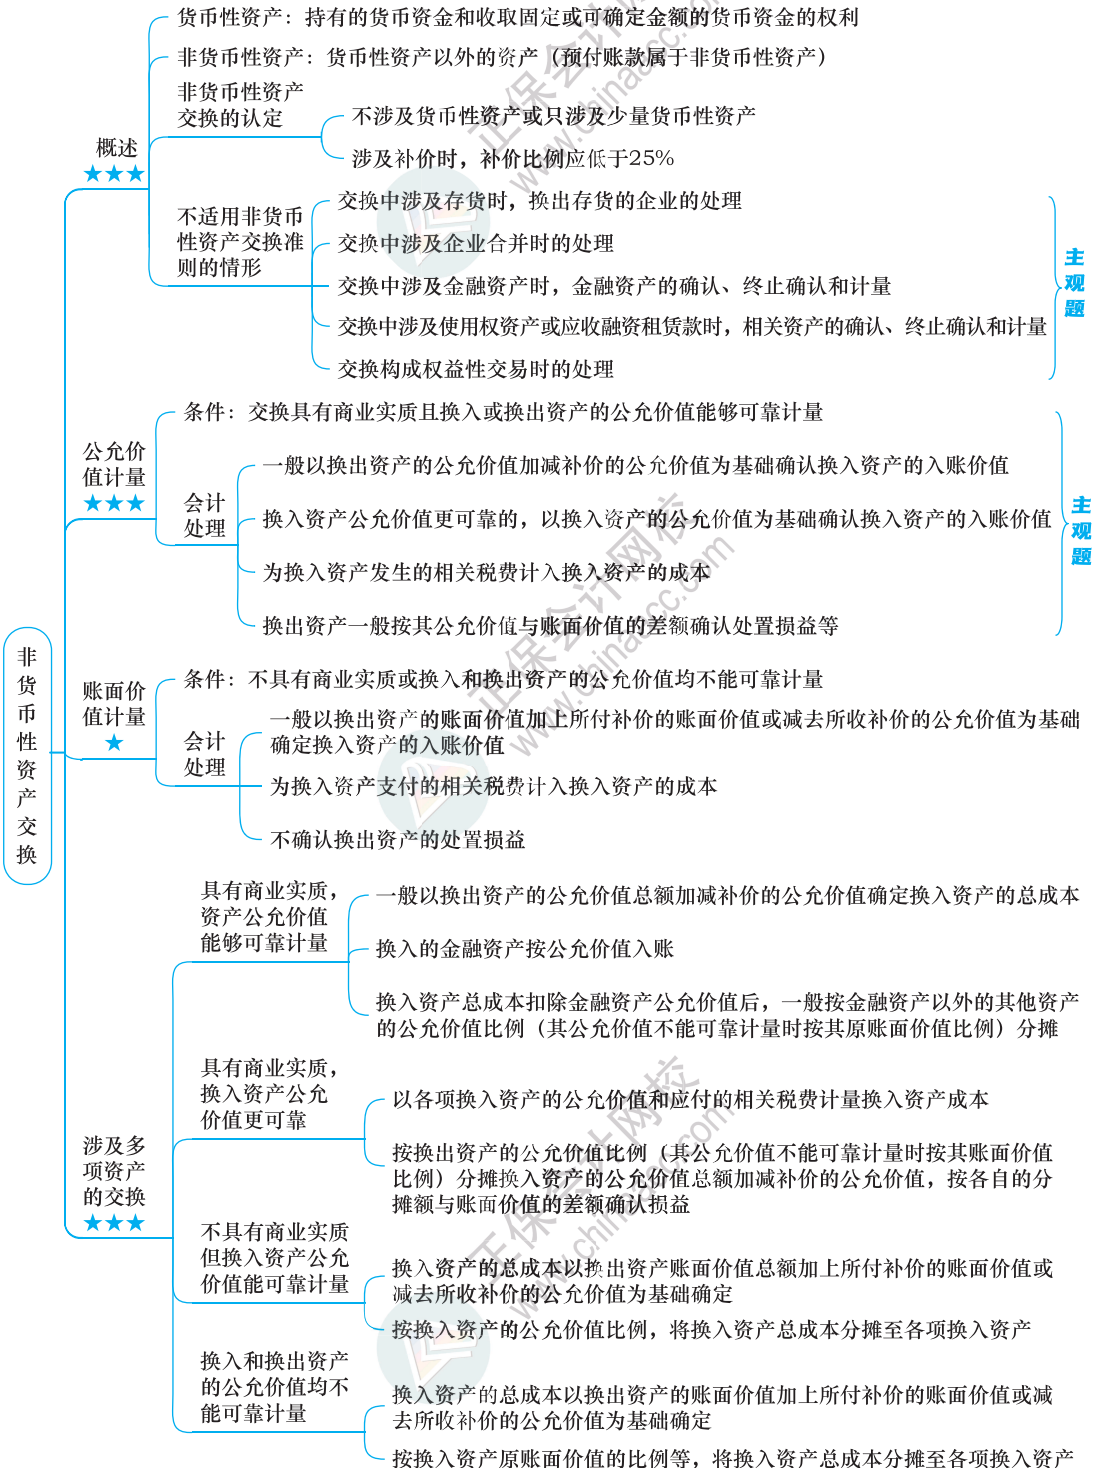 非货币性资产交换
概述
★★★
货币性资产：持有的货币资金和收取固定或可确定金额的货币资金的权利
非货币性资产：货币性资产以外的资产（预付账款属于非货币性资产）
非货币性资产
交换的认定
不涉及货币性资产或只涉及少量货币性资产
涉及补价时，补价比例应低于25%
不适用非货币
性资产交换准
则的情形
交换中涉及存货时，换出存货的企业的处理
交换中涉及企业合并时的处理
交换中涉及金融资产时，金融资产的确认、终止确认和计量
交换中涉及使用权资产或应收融资租赁款时，相关资产的确认、终止确认和计量
交换构成权益性交易时的处理
主观题
公允价
值计量
★★★
条件：交换具有商业实质且换入或换出资产的公允价值能够可靠计量
会计
处理
一般以换出资产的公允价值加减补价的公允价值为基础确认换入资产的入账价值
换入资产公允价值更可靠的，以换入资产的公允价值为基础确认换入资产的入账价值
为换入资产发生的相关税费计入换入资产的成本
换出资产一般按其公允价值与账面价值的差额确认处置损益等
主观题
账面价
值计量
★
条件：不具有商业实质或换入和换出资产的公允价值均不能可靠计量
会计
处理
一般以换出资产的账面价值加上所付补价的账面价值或减去所收补价的公允价值为基础
确定换入资产的入账价值
为换入资产支付的相关税费计入换入资产的成本
不确认换出资产的处置损益
涉及多
项资产
的交换
★★★
具有商业实质，
资产公允价值
能够可靠计量
一般以换出资产的公允价值总额加减补价的公允价值确定换入资产的总成本
换入的金融资产按公允价值入账
换入资产总成本扣除金融资产公允价值后，一般按金融资产以外的其他资产
的公允价值比例（其公允价值不能可靠计量时按其原账面价值比例）分摊
具有商业实质，
换入资产公允
价值更可靠
以各项换入资产的公允价值和应付的相关税费计量换入资产成本
按换出资产的公允价值比例（其公允价值不能可靠计量时按其账面价值
比例）分摊换入资产的公允价值总额加减补价的公允价值，按各自的分
摊额与账面价值的差额确认损益
不具有商业实质
但换入资产公允
价值能可靠计量
换入资产的总成本以换出资产账面价值总额加上所付补价的账面价值或
减去所收补价的公允价值为基础确定
按换入资产的公允价值比例，将换入资产总成本分摊至各项换入资产
换入和换出资产
的公允价值均不
能可靠计量
换入资产的总成本以换出资产的账面价值加上所付补价的账面价值或减
去所收补价的公允价值为基础确定
按换入资产原账面价值的比例等，将换入资产总成本分摊至各项换入资产
正保会计网校
www.chinaacc.com
正保会计网校
www.chinaacc.com
正保会计网校
www.chinaacc.com